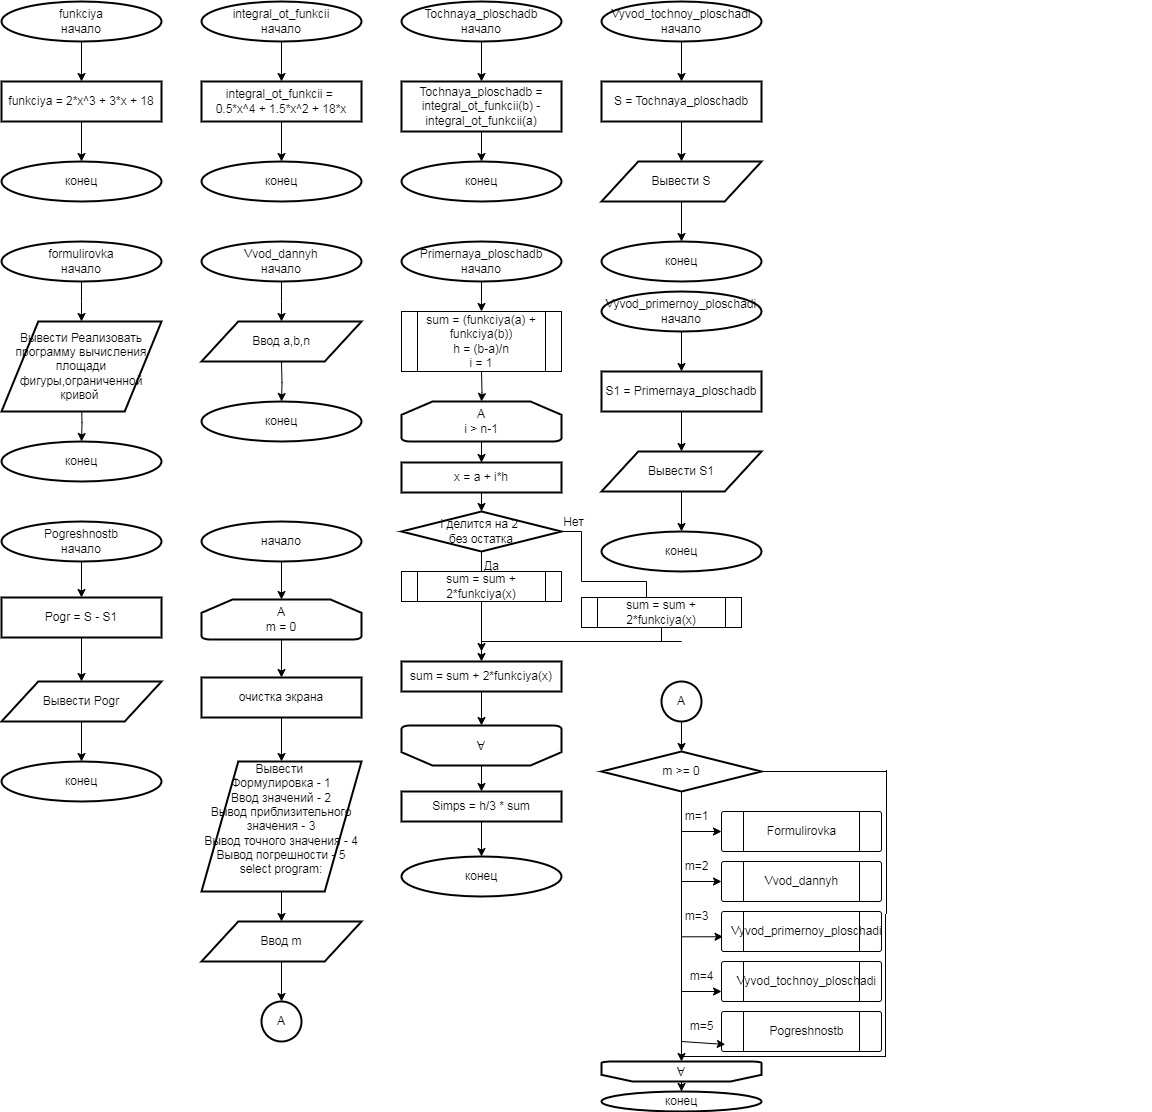 funkciya
начало
funkciya = 2*x^3 + 3*x + 18
конец
integral_ot_funkcii
начало
integral_ot_funkcii =
0.5*x^4 + 1.5*x^2 + 18*x
конец
Tochnaya_ploschadb
начало
Tochnaya_ploschadb =
integral_ot_funkcii(b) -
integral_ot_funkcii(a)
конец
Vyvod_tochnoy_ploschadi
начало
S = Tochnaya_ploschadb
Вывести S
конец
formulirovka
начало
Вывести Реализовать
программу вычисления
площади
фигуры,ограниченной
кривой
конец
Vvod_dannyh
начало
Ввод a,b,n
конец
Primernaya_ploschadb
начало
sum = (funkciya(a) +
funkciya(b))
h = (b-a)/n
i = 1
A
i > n-1
x = a + i*h
I делится на 2
без остатка
Нет
Да
sum = sum +
2*funkciya(x)
sum = sum +
2*funkciya(x)
sum = sum + 2*funkciya(x)
A
Simps = h/3 * sum
конец
Vyvod_primernoy_ploschadi
начало
S1 = Primernaya_ploschadb
Вывести S1
конец
Pogreshnostb
начало
Pogr = S - S1
Вывести Pogr
конец
начало
A
m = 0
очистка экрана
Вывести
Формулировка - 1
Ввод значений - 2
Вывод приблизительного
значения - 3
Вывод точного значения - 4
Вывод погрешности - 5
select program:
Ввод m
A
A
m >= 0
m=1
Formulirovka
m=2
Vvod_dannyh
m=3
Vyvod_primernoy_ploschadi
m=4
Vyvod_tochnoy_ploschadi
m=5
Pogreshnostb
A
конец